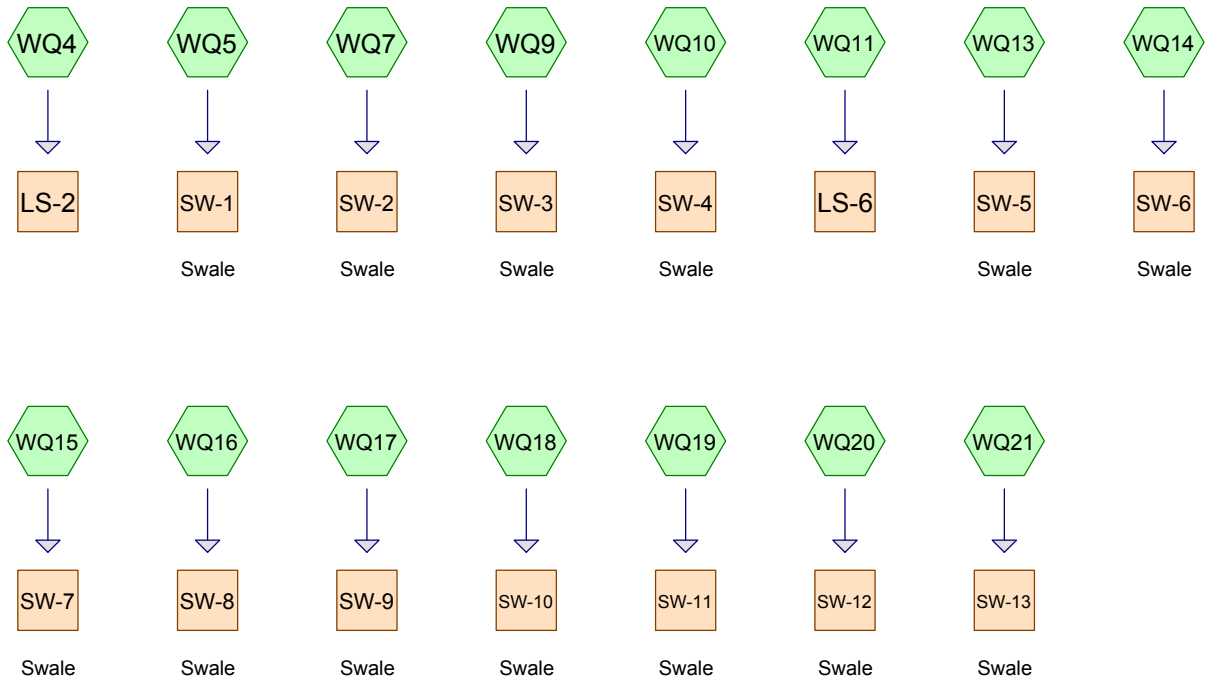 WQ4 WQ5 WQ7 WQ9 WQ10 WQ11 WQ13 WQ14
LS-2 SW-1 SW-2 SW-3 SW-4 LS-6 SW-5 SW-6
Swale Swale Swale Swale Swale Swale
WQ15 WQ16 WQ17 WQ18 WQ19 WQ20 WQ21
SW-7 SW-8 SW-9 SW-10 SW-11 SW-12 SW-13
Swale Swale Swale Swale Swale Swale Swale